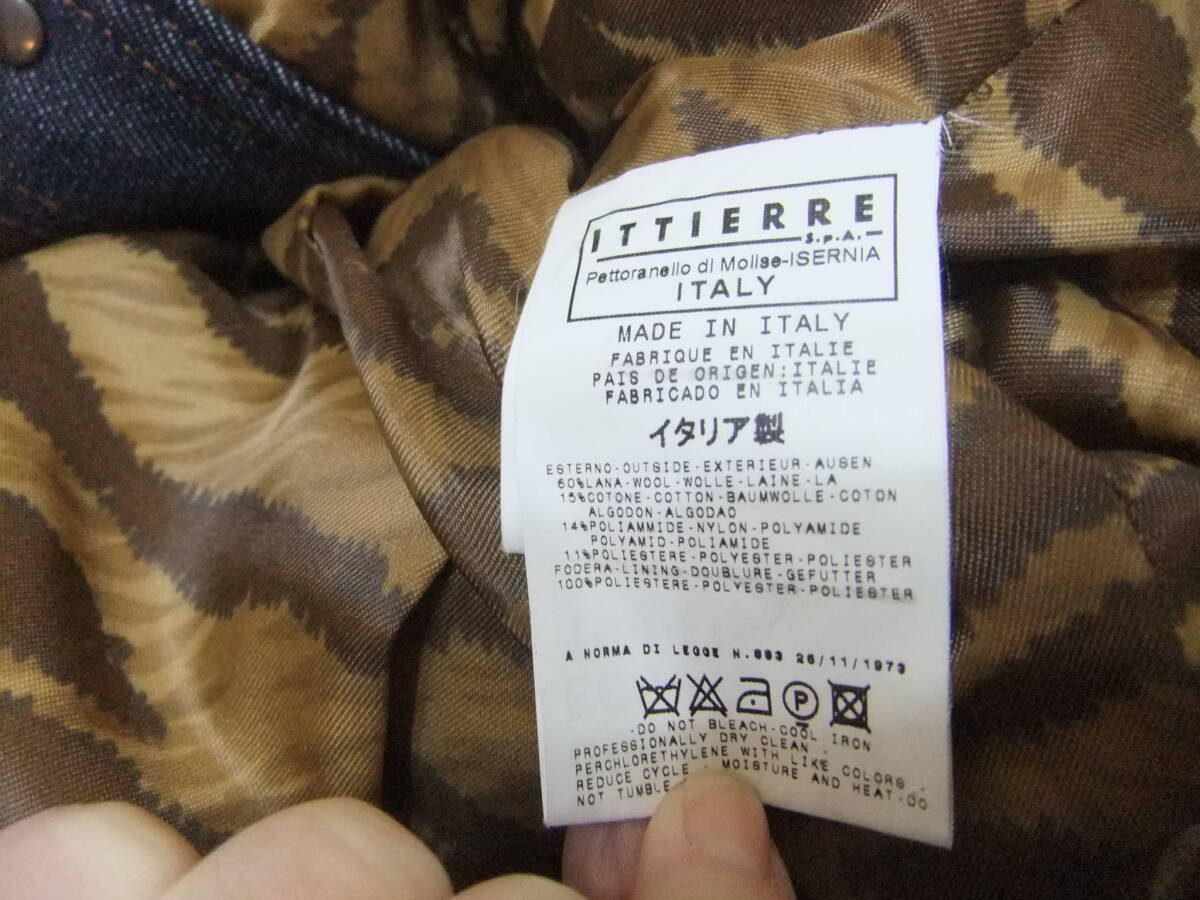 ITTIERRE
S.p.A.
Pettoranello di Molise-ISERNIA
ITALY
MADE IN ITALY
FABRIQUE EN ITALIE
PAIS DE ORIGEN:ITALIE
FABRICADO EN ITALIA
イタリア製
ESTERNO-OUTSIDE-EXTERIEUR-AUSEN
60%LANA-WOOL-WOLLE-LAINE-LA
15%COTONE-COTTON-BAUMWOLLE-COTON
ALGODON-ALGODAO
14%POLIAMMIDE-NYLON-POLYAMIDE
POLYAMID-POLIAMIDE
11%POLIESTERE-POLYESTER-POLIESTER
FODERA-LINING-DOUBLURE-GEFUTTER
100%POLIESTERE-POLYESTER-POLIESTER
A NORMA DI LEGGE N.883 26/11/1973
P
-DO NOT BLEACH-COOL IRON
PROFESSIONALLY DRY CLEAN -
PERCHLORETHYLENE WITH LIKE COLORS -
REDUCE CYCLE - MOISTURE AND HEAT-DO
NOT TUMBLE